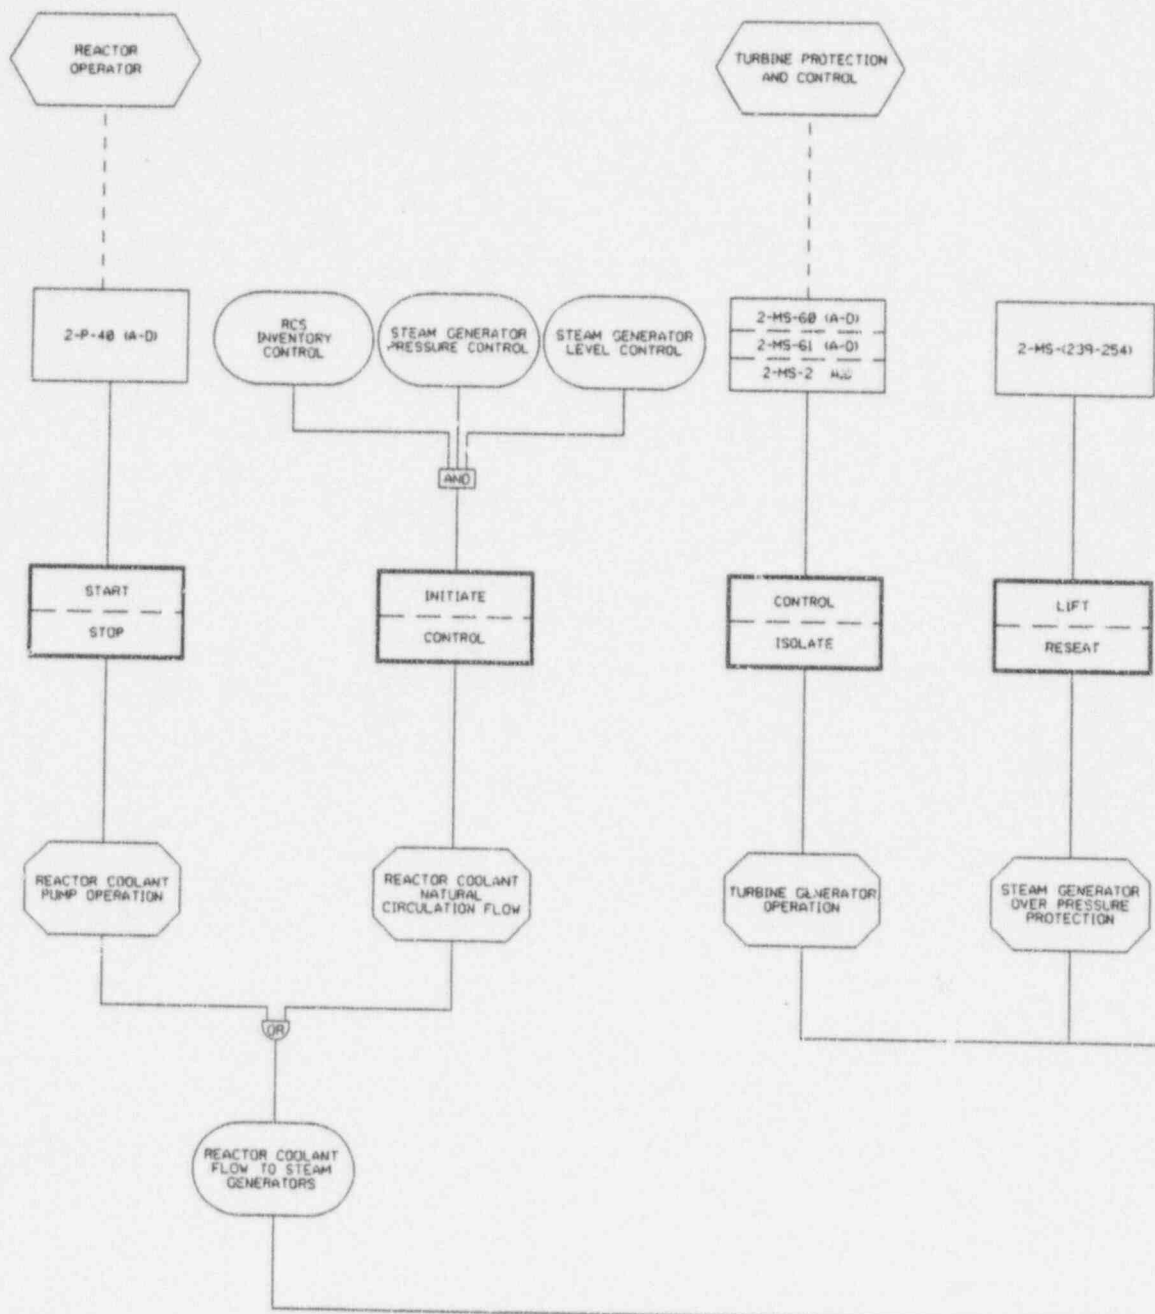 REACTOR
OPERATOR
TURBINE PROTECTION
AND CONTROL
2-P-40 (A-D)
RCS
INVENTORY
CONTROL
STEAM GENERATOR
PRESSURE CONTROL
STEAM GENERATOR
LEVEL CONTROL
2-MS-60 (A-D)
2-MS-61 (A-D)
2-MS-2
2-MS-(239-254)
AND
START
STOP
INITIATE
CONTROL
CONTROL
ISOLATE
LIFT
RESEAT
REACTOR COOLANT
PUMP OPERATION
REACTOR COOLANT
NATURAL
CIRCULATION FLOW
TURBINE GENERATOR
OPERATION
STEAM GENERATOR
OVER PRESSURE
PROTECTION
OR
REACTOR COOLANT
FLOW TO STEAM
GENERATORS